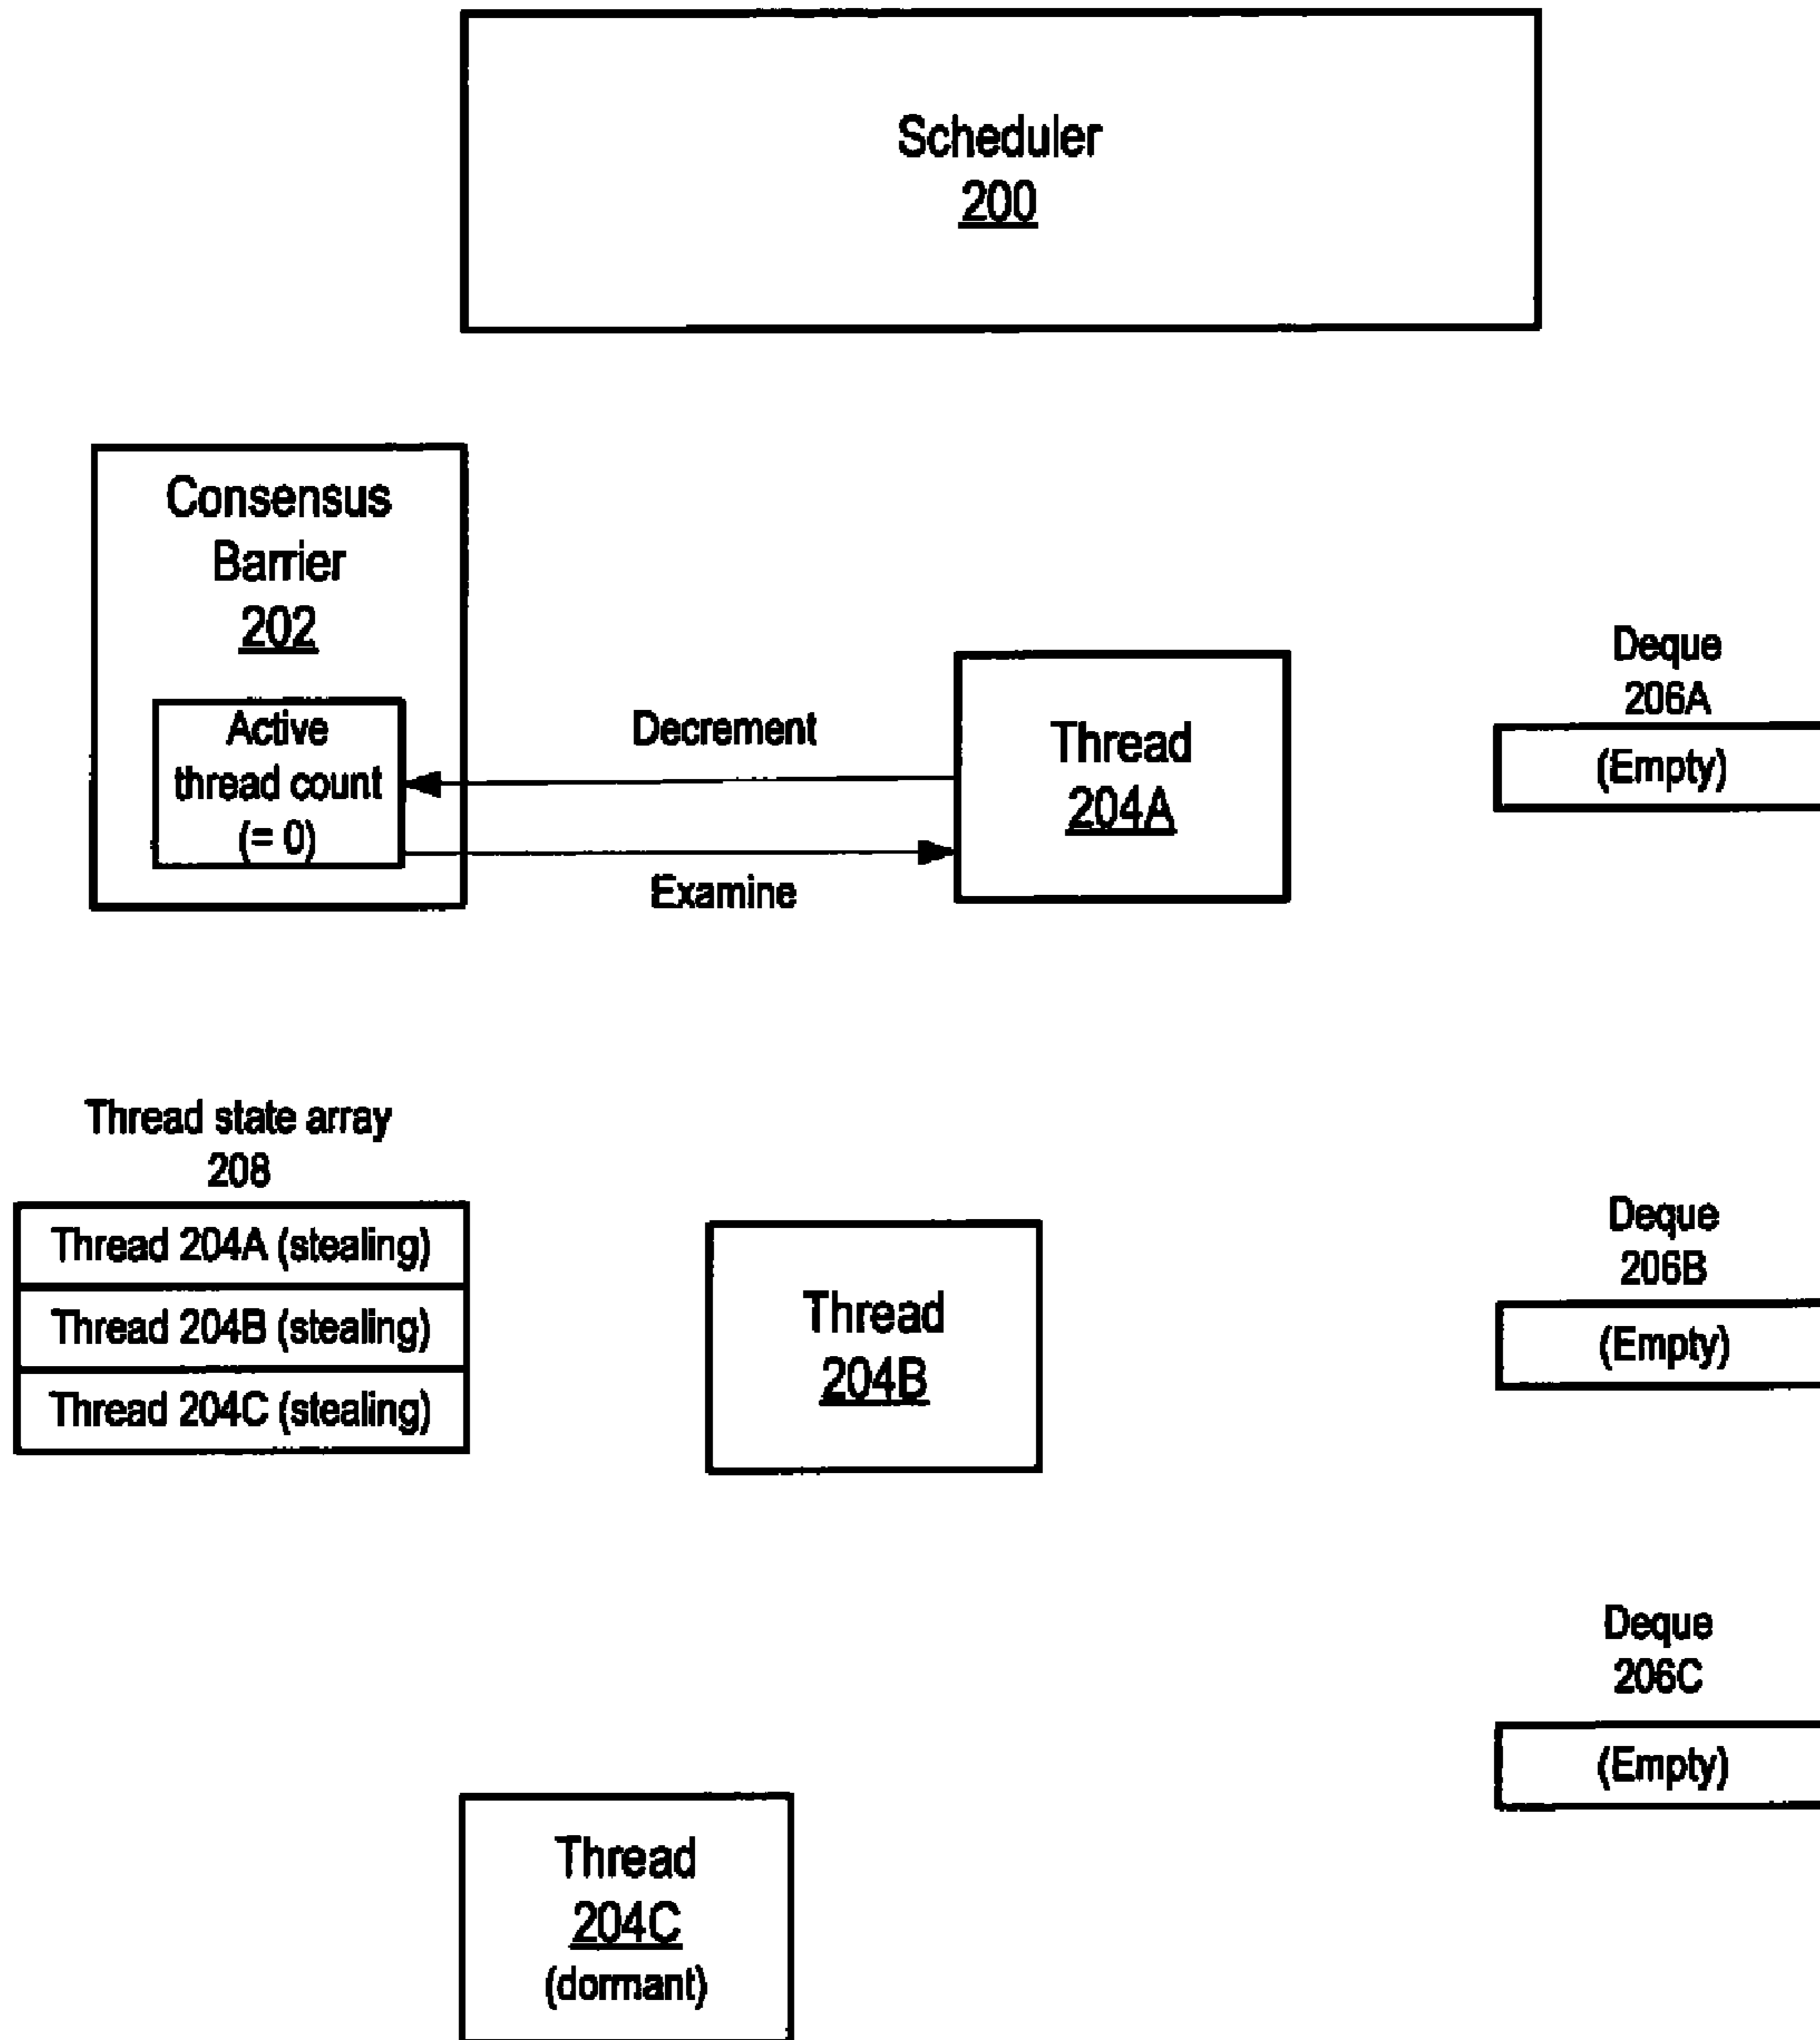 Scheduler
200
Consensus
Barrier
202
Active
thread count
(= 0)
Decrement
Examine
Thread
204A
Deque
206A
(Empty)
Thread state array
208
Thread 204A (stealing)
Thread 204B (stealing)
Thread 204C (stealing)
Thread
204B
Deque
206B
(Empty)
Deque
206C
(Empty)
Thread
204C
(dormant)